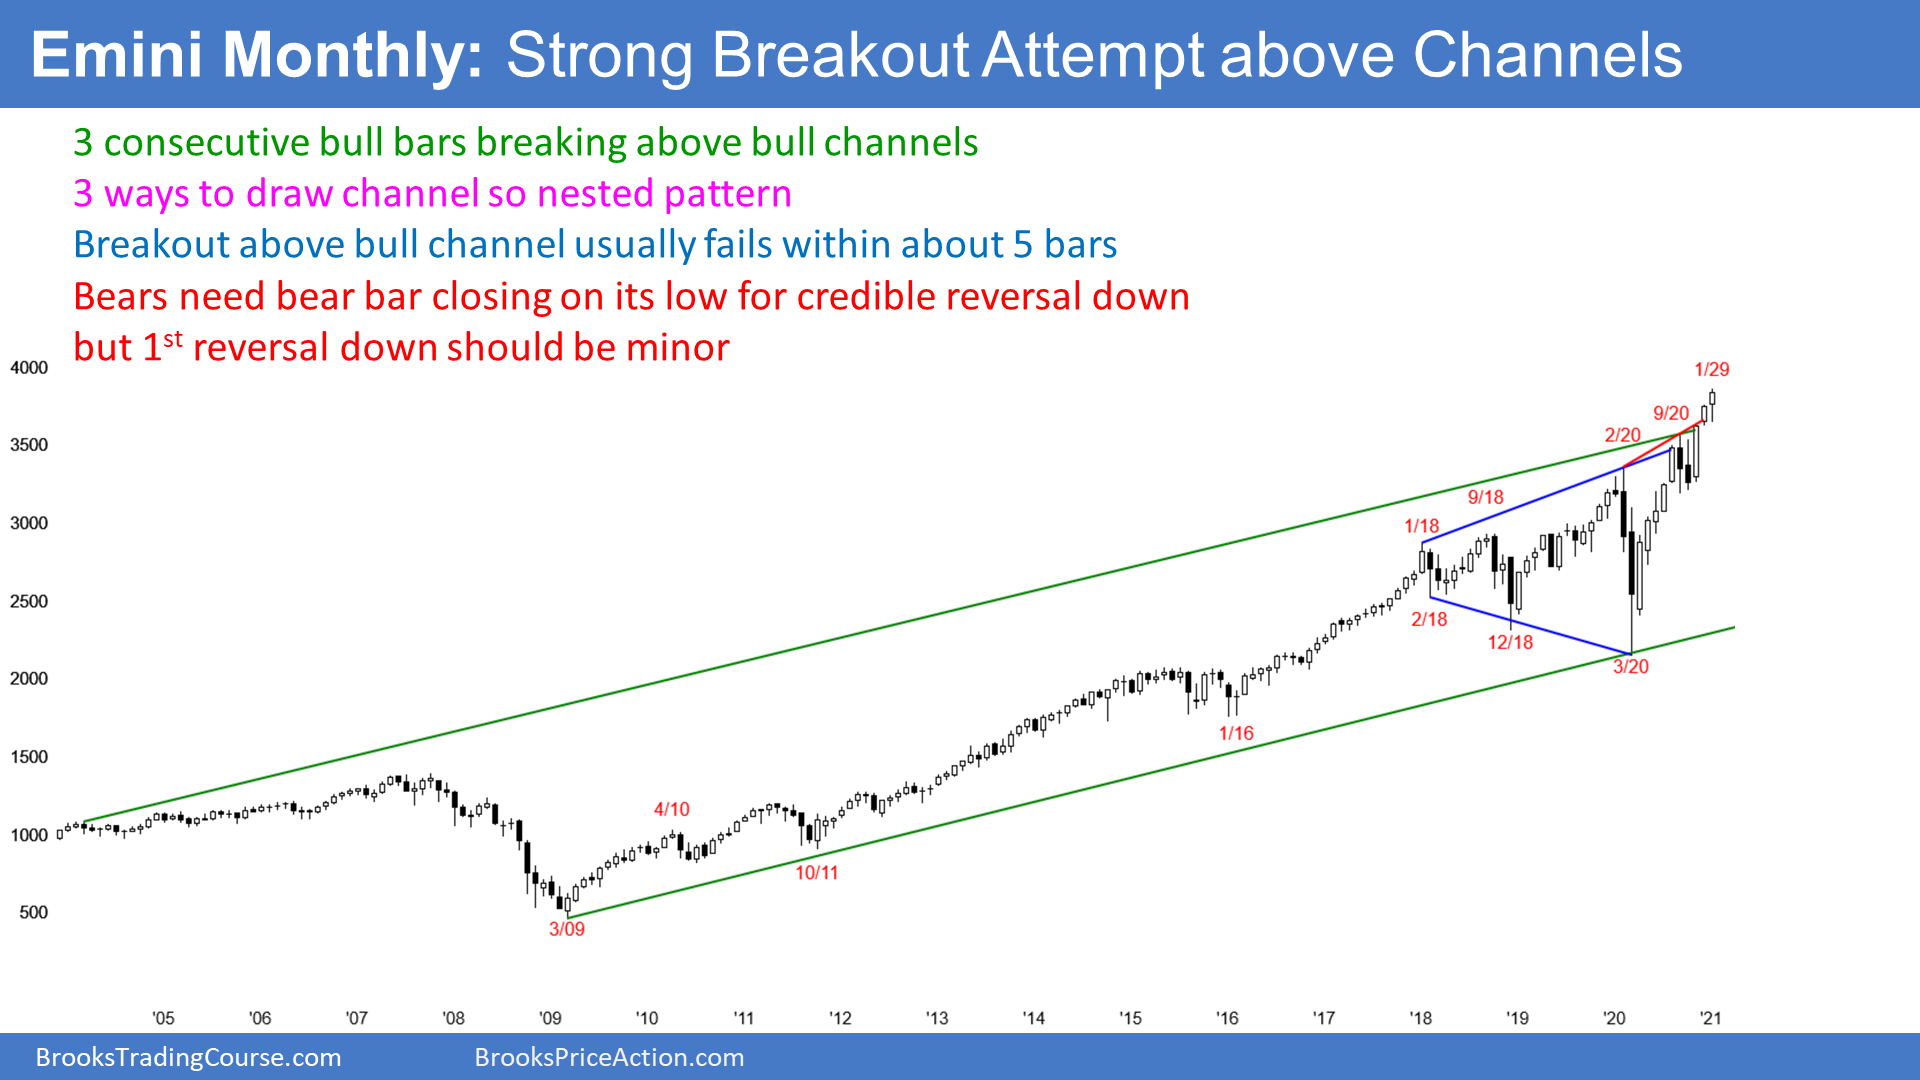 Emini Monthly: Strong Breakout Attempt above Channels
3 consecutive bull bars breaking above bull channels
3 ways to draw channel so nested pattern
Breakout above bull channel usually fails within about 5 bars
Bears need bear bar closing on its low for credible reversal down
but 1st reversal down should be minor
4000
1/29
9/20
2/20
3500
9/18
3000
1/18
2500
2/18
12/18
3/20
2000
1/16
1500
4/10
1000
10/11
500
3/09
'05 '06 '07 '08 '09 '10 '11 '12 '13 '14 '15 '16 '17 '18 '19 '20 '21
BrooksTradingCourse.com BrooksPriceAction.com